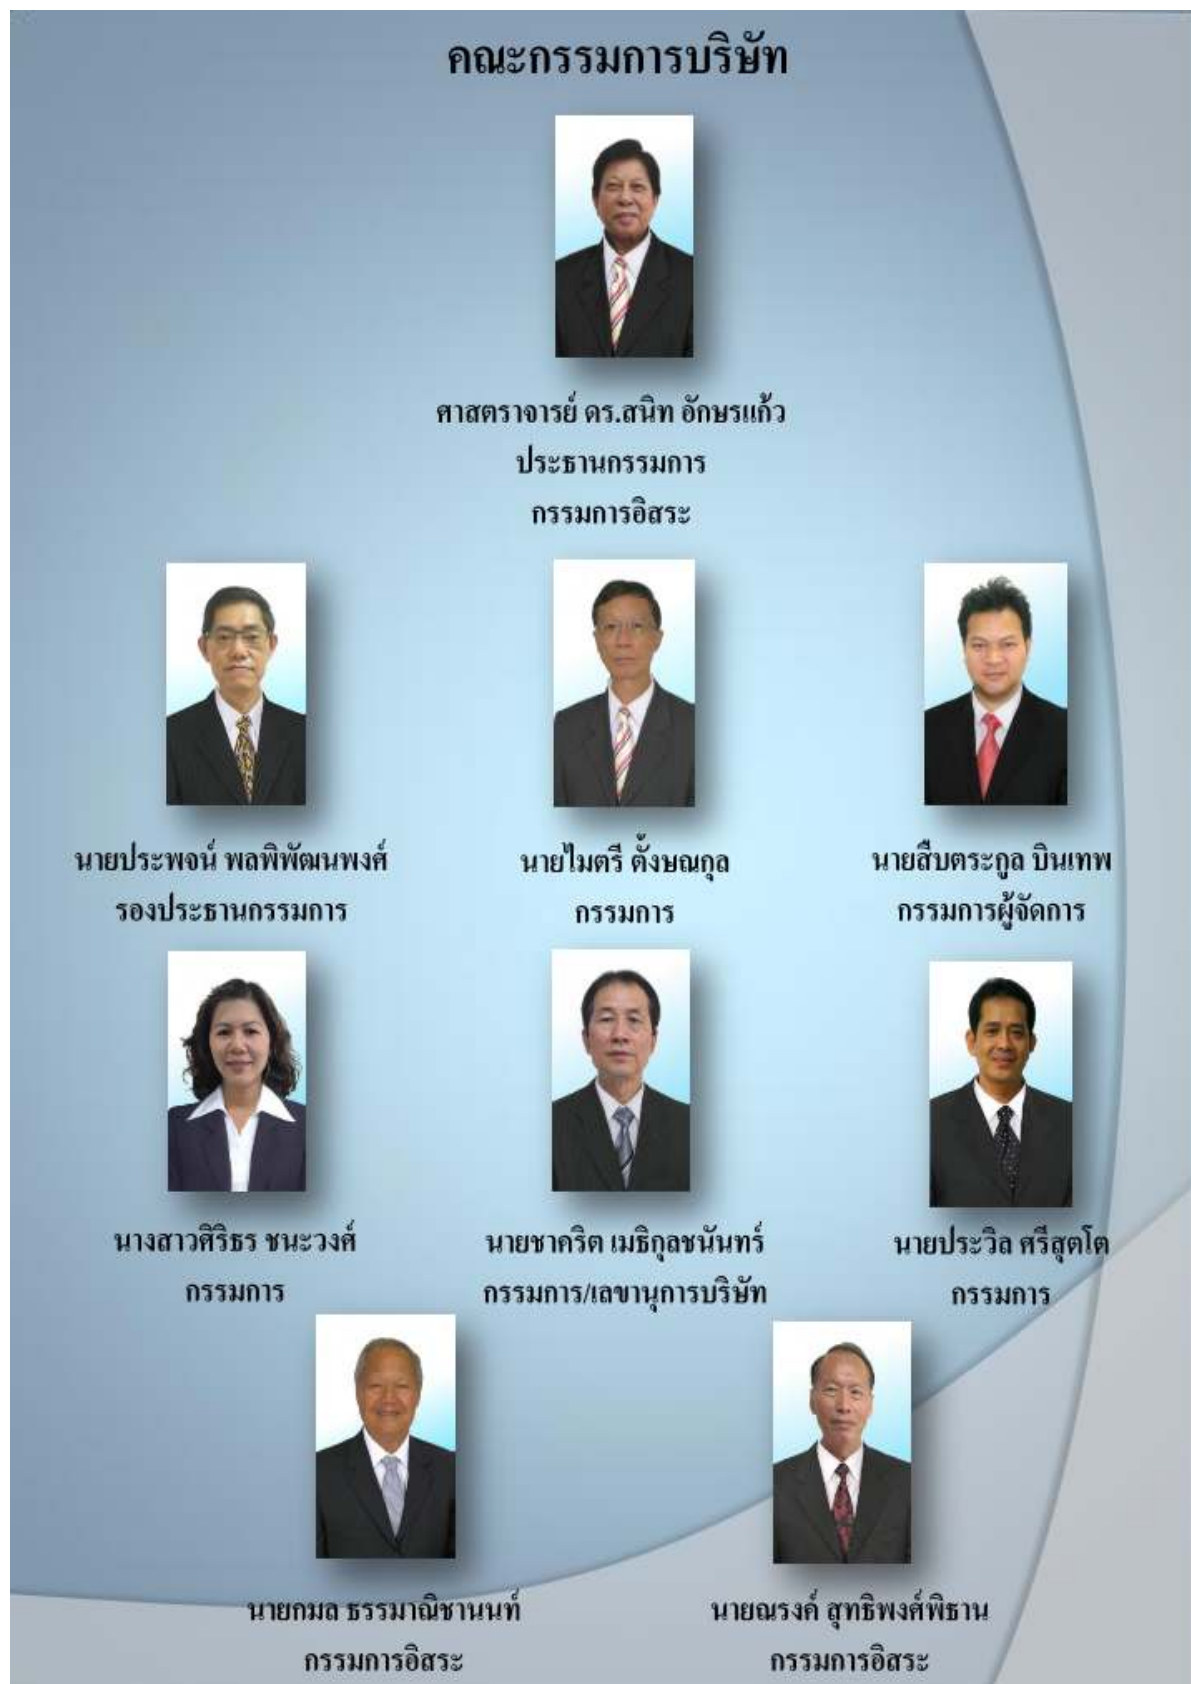 คณะกรรมการบริษัท
ศาสตราจารย์ ดร.สนิท อักษรแก้ว
ประธานกรรมการ
กรรมการอิสระ
นายประพจน์ พลพิพัฒนพงศ์
รองประธานกรรมการ
นายไมตรี ตั้งษณกุล
กรรมการ
นายสืบตระกูล บินเทพ
กรรมการผู้จัดการ
นางสาวศิริธร ชนะวงศ์
กรรมการ
นายชาคริต เมธิกุลชนันทร์
กรรมการ/เลขานุการบริษัท
นายประวิล ศรีสุตโต
กรรมการ
นายกมล ธรรมาณิชานนท์
กรรมการอิสระ
นายณรงค์ สุทธิพงศ์พิธาน
กรรมการอิสระ